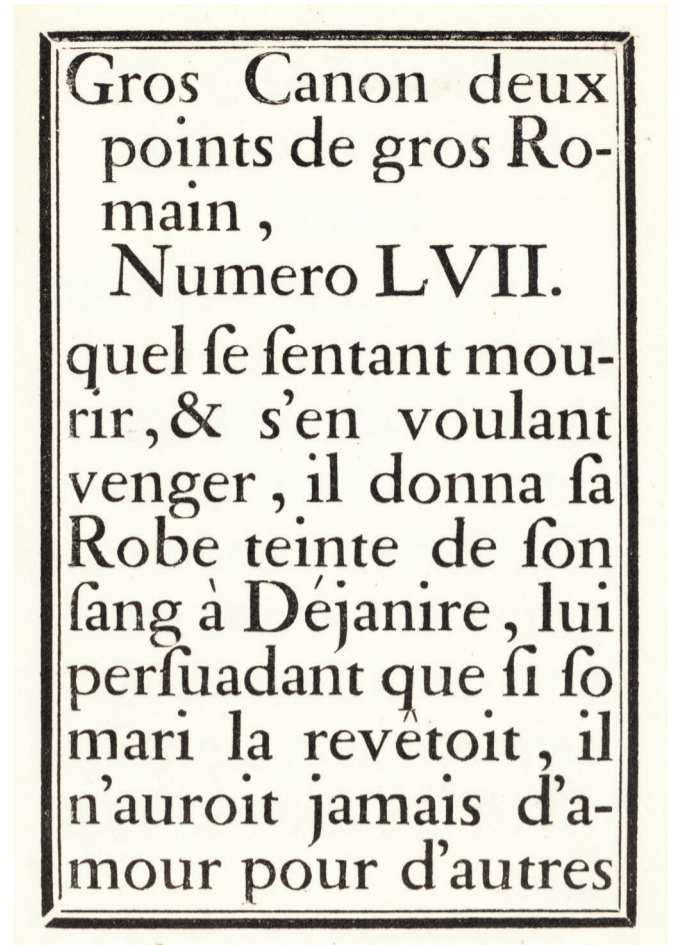 Gros Canon deux
points de gros Ro-
main ,
Numero LVII.
quel ſe ſentant mou-
rir, & s'en voulant
venger , il donna ſa
Robe teinte de ſon
ſang à Déjanire , lui
perſuadant que ſi ſo
mari la revêtoit , il
n'auroit jamais d'a-
mour pour d'autres